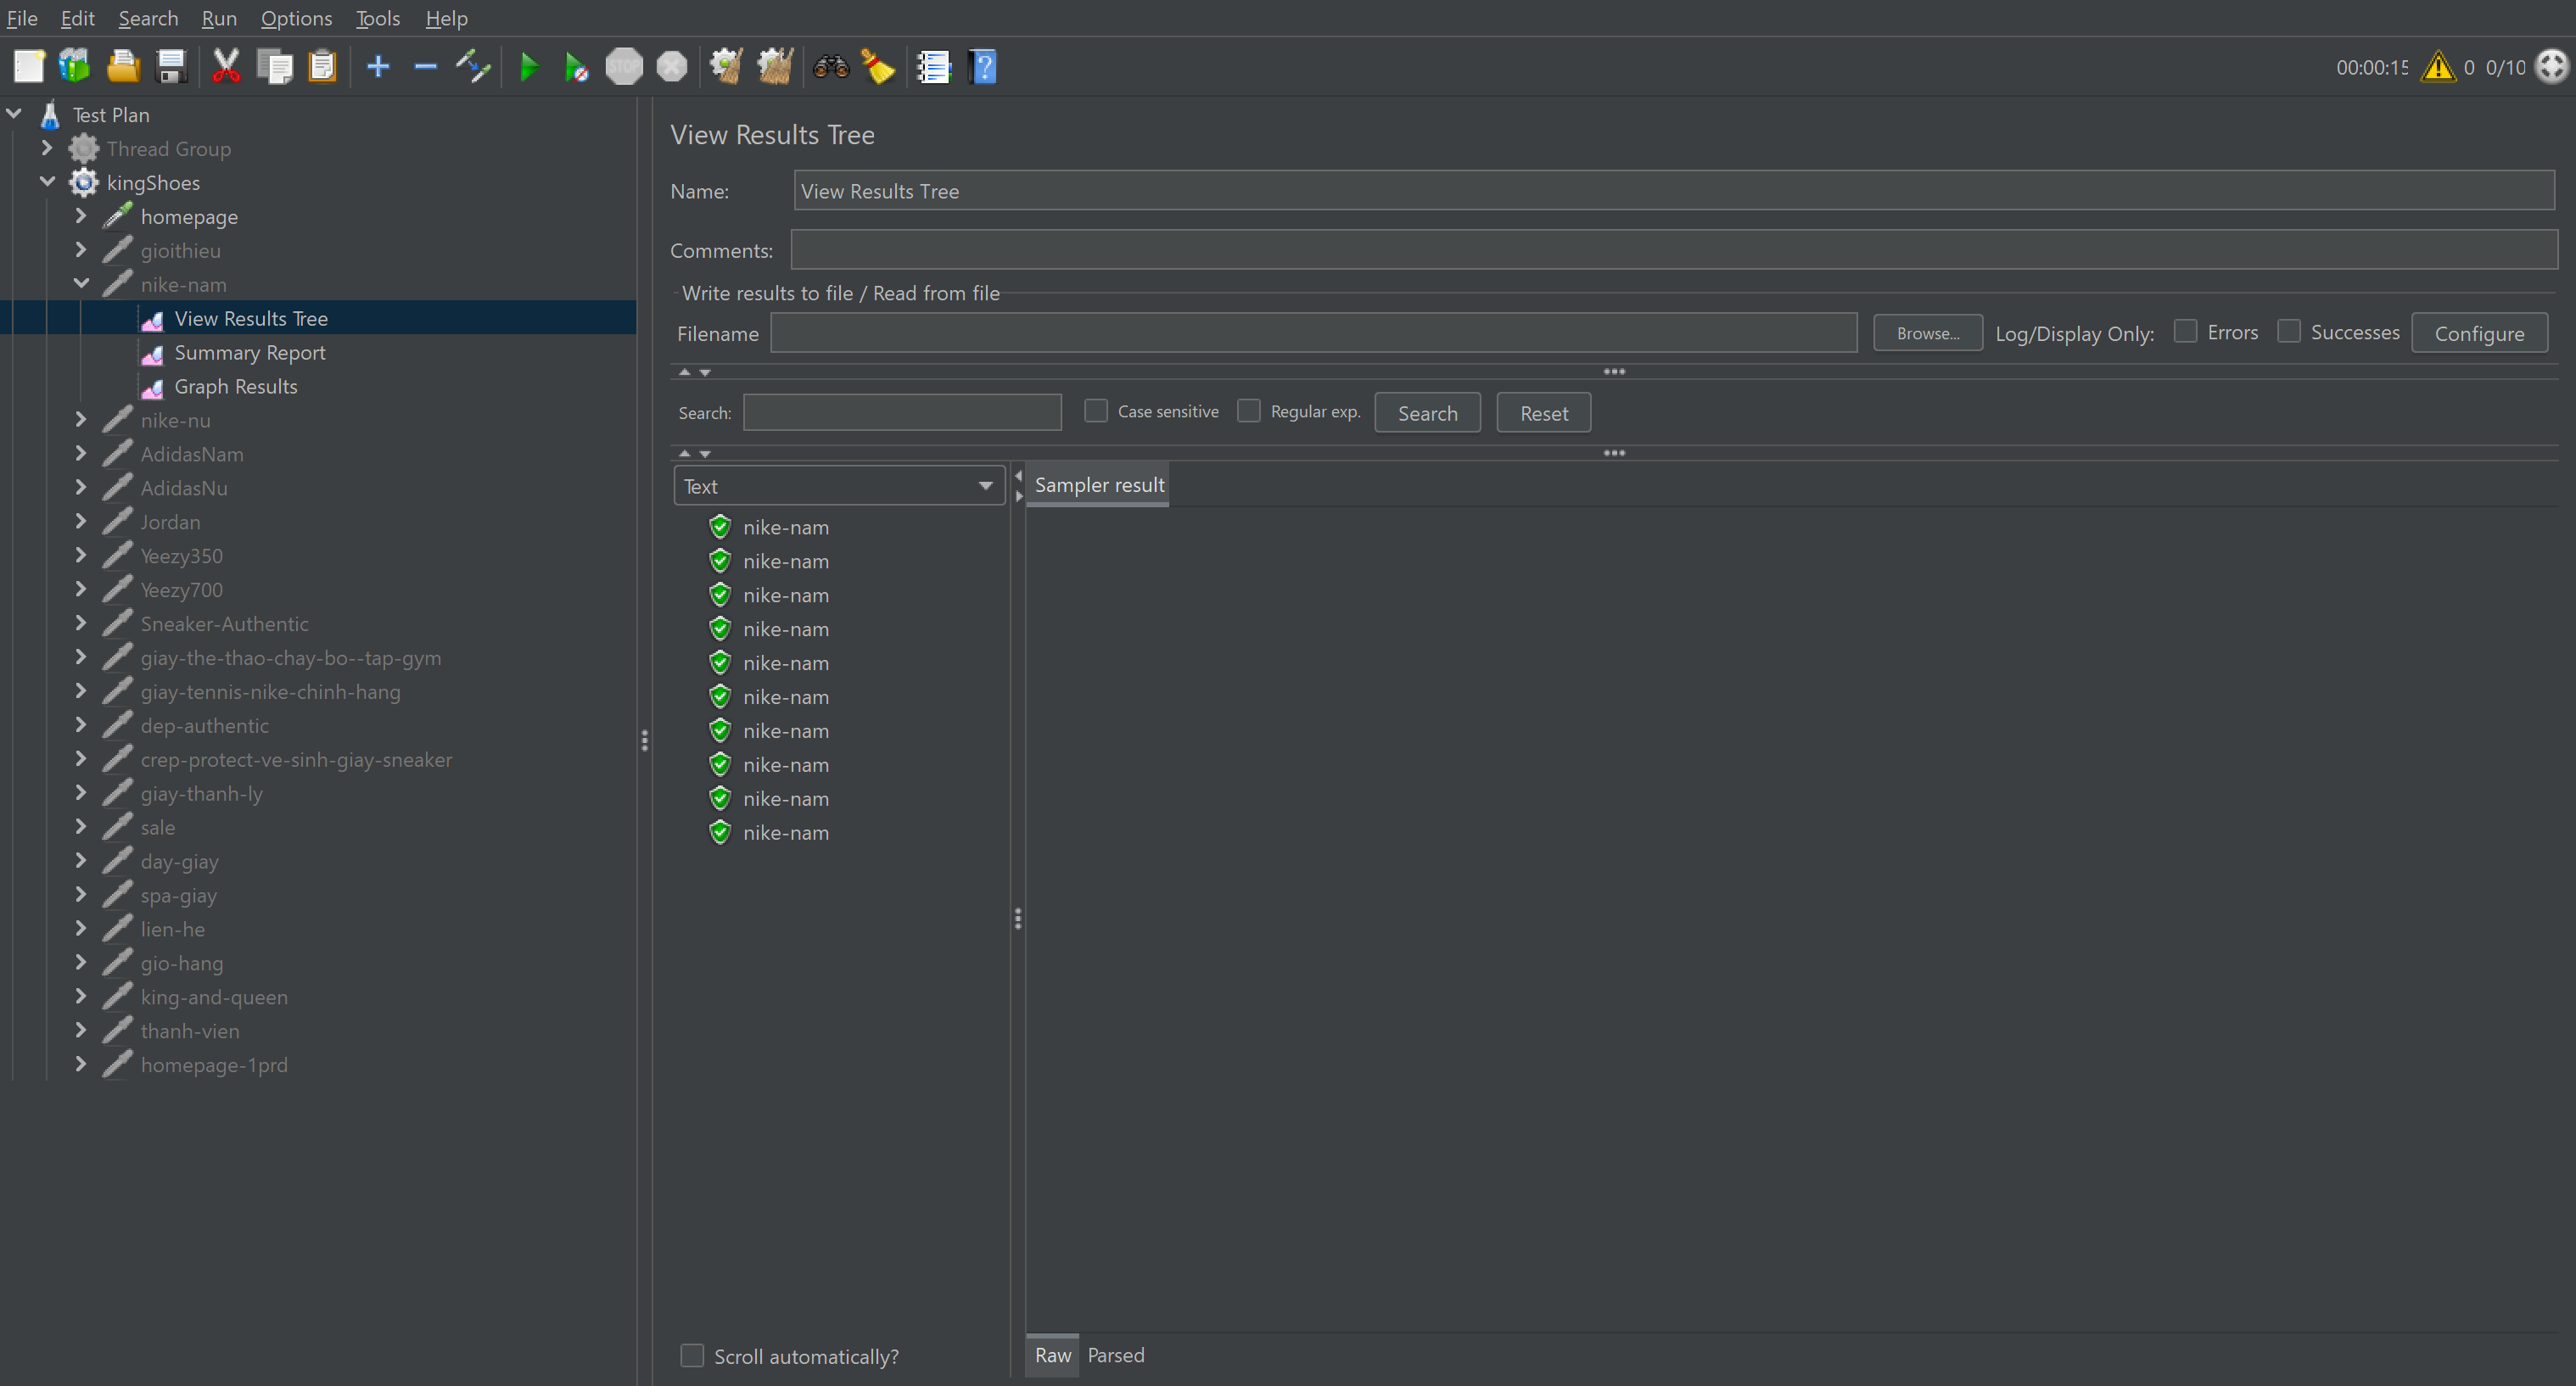 File Edit Search Run Options Tools Help
STOP
00:00:15 0 0/10
Test Plan
Thread Group
kingShoes
homepage
gioithieu
nike-nam
View Results Tree
Summary Report
Graph Results
nike-nu
AdidasNam
AdidasNu
Jordan
Yeezy350
Yeezy700
Sneaker-Authentic
giay-the-thao-chay-bo--tap-gym
giay-tennis-nike-chinh-hang
dep-authentic
crep-protect-ve-sinh-giay-sneaker
giay-thanh-ly
sale
day-giay
spa-giay
lien-he
gio-hang
king-and-queen
thanh-vien
homepage-1prd
View Results Tree
Name: View Results Tree
Comments:
Write results to file / Read from file
Filename Browse... Log/Display Only: Errors Successes Configure
Search: Case sensitive Regular exp. Search Reset
Text
Sampler result
nike-nam
nike-nam
nike-nam
nike-nam
nike-nam
nike-nam
nike-nam
nike-nam
nike-nam
nike-nam
Scroll automatically?
Raw Parsed